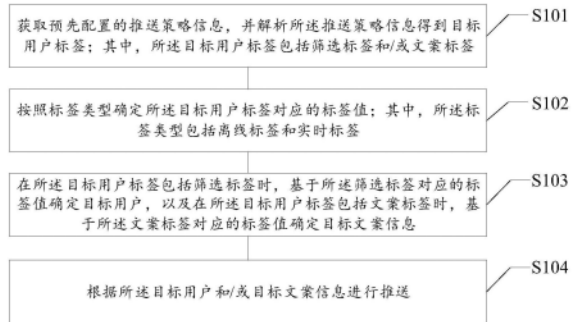 获取预先配置的推送策略信息，并解析所述推送策略信息得到目标
用户标签；其中，所述目标用户标签包括筛选标签和/或文案标签
S101
按照标签类型确定所述目标用户标签对应的标签值；其中，所述标
签类型包括离线标签和实时标签
S102
在所述目标用户标签包括筛选标签时，基于所述筛选标签对应的标
签值确定目标用户，以及在所述目标用户标签包括文案标签时，基
于所述文案标签对应的标签值确定目标文案信息
S103
根据所述目标用户和/或目标文案信息进行推送
S104